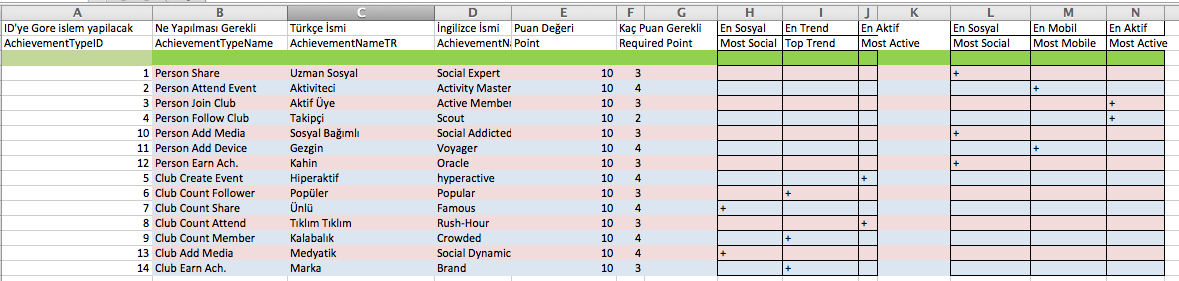 A B C D E F G H I J K L M N
ID'ye Gore islem yapilacak Ne Yapılması Gerekli Türkçe İsmi İngilizce İsmi Puan Değeri Kaç Puan Gerekli En Sosyal En Trend En Aktif En Sosyal En Mobil En Aktif
AchievementTypeID AchievementTypeName AchievementNameTR AchievementN Point Required Point Most Social Top Trend Most Active Most Social Most Mobile Most Active
1 Person Share Uzman Sosyal Social Expert 10 3 +
2 Person Attend Event Aktiviteci Activity Master 10 4 +
3 Person Join Club Aktif Üye Active Member 10 3 +
4 Person Follow Club Takipçi Scout 10 2 +
10 Person Add Media Sosyal Bağımlı Social Addicted 10 3 +
11 Person Add Device Gezgin Voyager 10 4 +
12 Person Earn Ach. Kahin Oracle 10 3 +
5 Club Create Event Hiperaktif hyperactive 10 4 +
6 Club Count Follower Popüler Popular 10 3 +
7 Club Count Share Ünlü Famous 10 4 +
8 Club Count Attend Tıklım Tıklım Rush-Hour 10 3 +
9 Club Count Member Kalabalık Crowded 10 4 +
13 Club Add Media Medyatik Social Dynamic 10 4 +
14 Club Earn Ach. Marka Brand 10 3 +